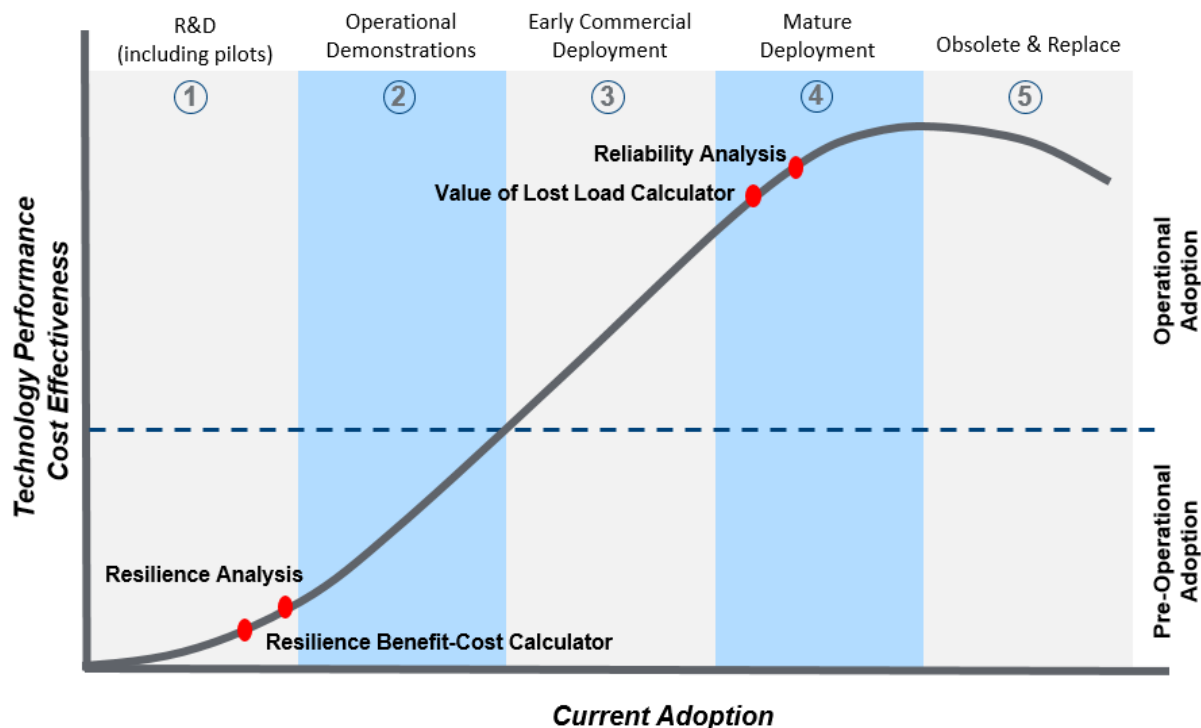 R&D
(including pilots)
Operational
Demonstrations
Early Commercial
Deployment
Mature
Deployment
Obsolete & Replace
1
2
3
4
5
Reliability Analysis
Value of Lost Load Calculator
Resilience Analysis
Resilience Benefit-Cost Calculator
Technology Performance
Cost Effectiveness
Operational
Adoption
Pre-Operational
Adoption
Current Adoption